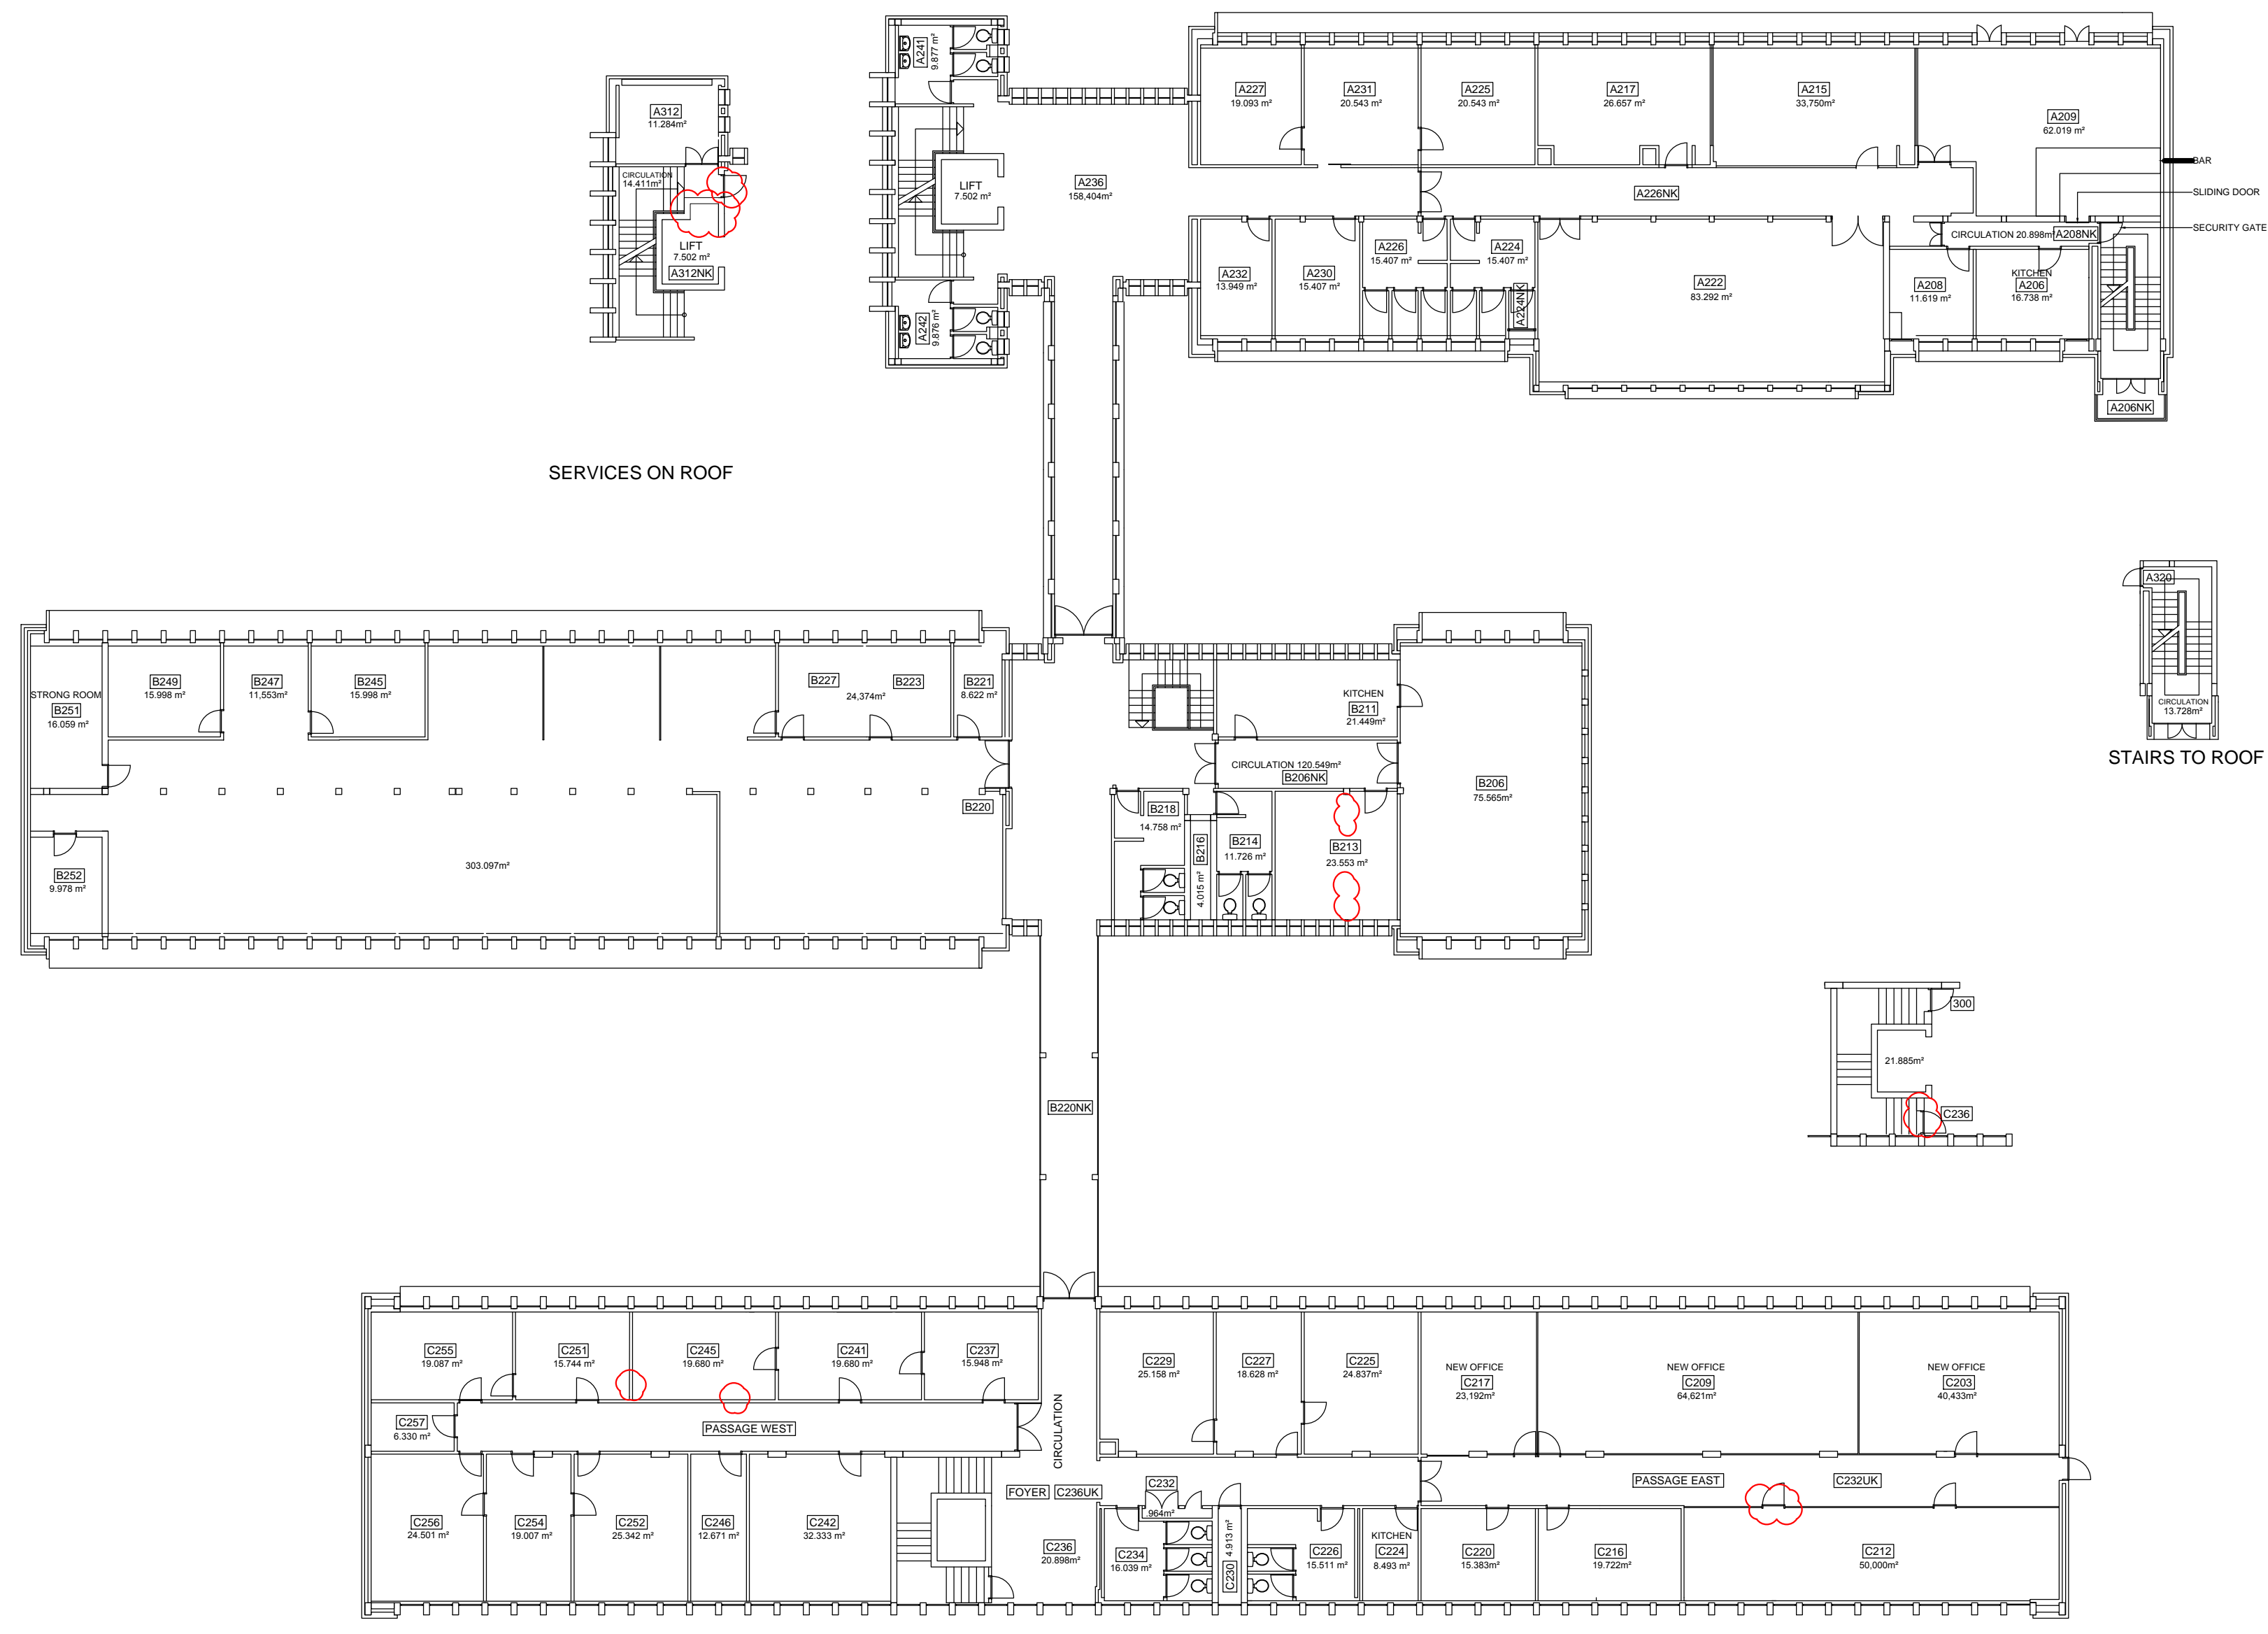 A241
9.877 m²
A312
11.284m²
CIRCULATION
14.411m²
LIFT
7.502 m²
A312NK
LIFT
7.502 m²
A242
9.876 m²
A236
158,404m²
A227
19.093 m²
A231
20.543 m²
A225
20.543 m²
A217
26.657 m²
A215
33,750m²
A209
62.019 m²
BAR
SLIDING DOOR
SECURITY GATE
A226NK
A232
13.949 m²
A230
15.407 m²
A226
15.407 m²
A224
15.407 m²
A224NK
A222
83.292 m²
CIRCULATION 20.898m²
A208NK
A208
11.619 m²
KITCHEN
A206
16.738 m²
A206NK
SERVICES ON ROOF
A320
CIRCULATION
13.728m²
STAIRS TO ROOF
STRONG ROOM
B251
16.059 m²
B249
15.998 m²
B247
11,553m²
B245
15.998 m²
B227
B223
24,374m²
B221
8.622 m²
B220
303.097m²
B252
9.978 m²
KITCHEN
B211
21.449m²
CIRCULATION 120.549m²
B206NK
B206
75.565m²
B218
14.758 m²
B216
4.015 m²
B214
11.726 m²
B213
23.553 m²
300
21.885m²
C236
B220NK
C255
19.087 m²
C251
15.744 m²
C245
19.680 m²
C241
19.680 m²
C237
15.948 m²
C257
6.330 m²
PASSAGE WEST
CIRCULATION
C229
25.158 m²
C227
18.628 m²
C225
24.837m²
NEW OFFICE
C217
23,192m²
NEW OFFICE
C209
64,621m²
NEW OFFICE
C203
40,433m²
PASSAGE EAST
C232UK
FOYER
C236UK
C232
.964m²
C256
24.501 m²
C254
19.007 m²
C252
25.342 m²
C246
12.671 m²
C242
32.333 m²
C236
20.898m²
C234
16.039 m²
C230
4.913 m²
C226
15.511 m²
KITCHEN
C224
8.493 m²
C220
15.383m²
C216
19.722m²
C212
50,000m²